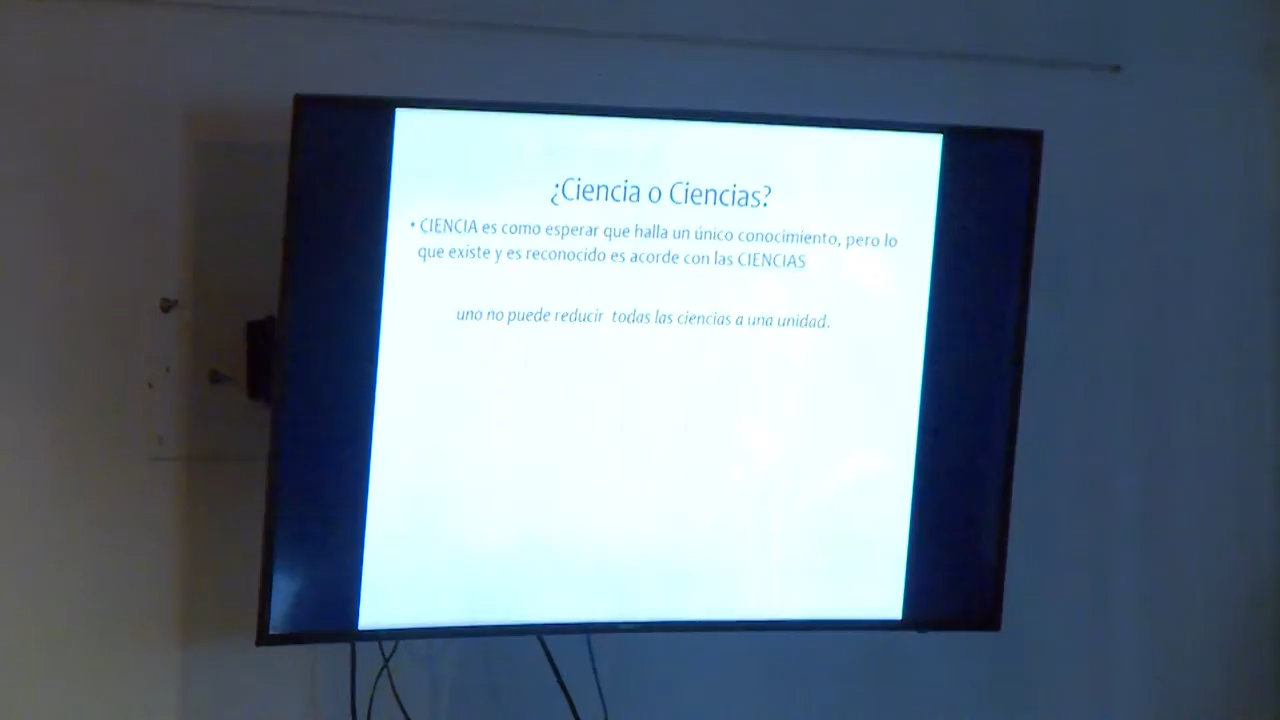 ¿Ciencia o Ciencias?
• CIENCIA es como esperar que halla un único conocimiento, pero lo
que existe y es reconocido es acorde con las CIENCIAS
uno no puede reducir todas las ciencias a una unidad.